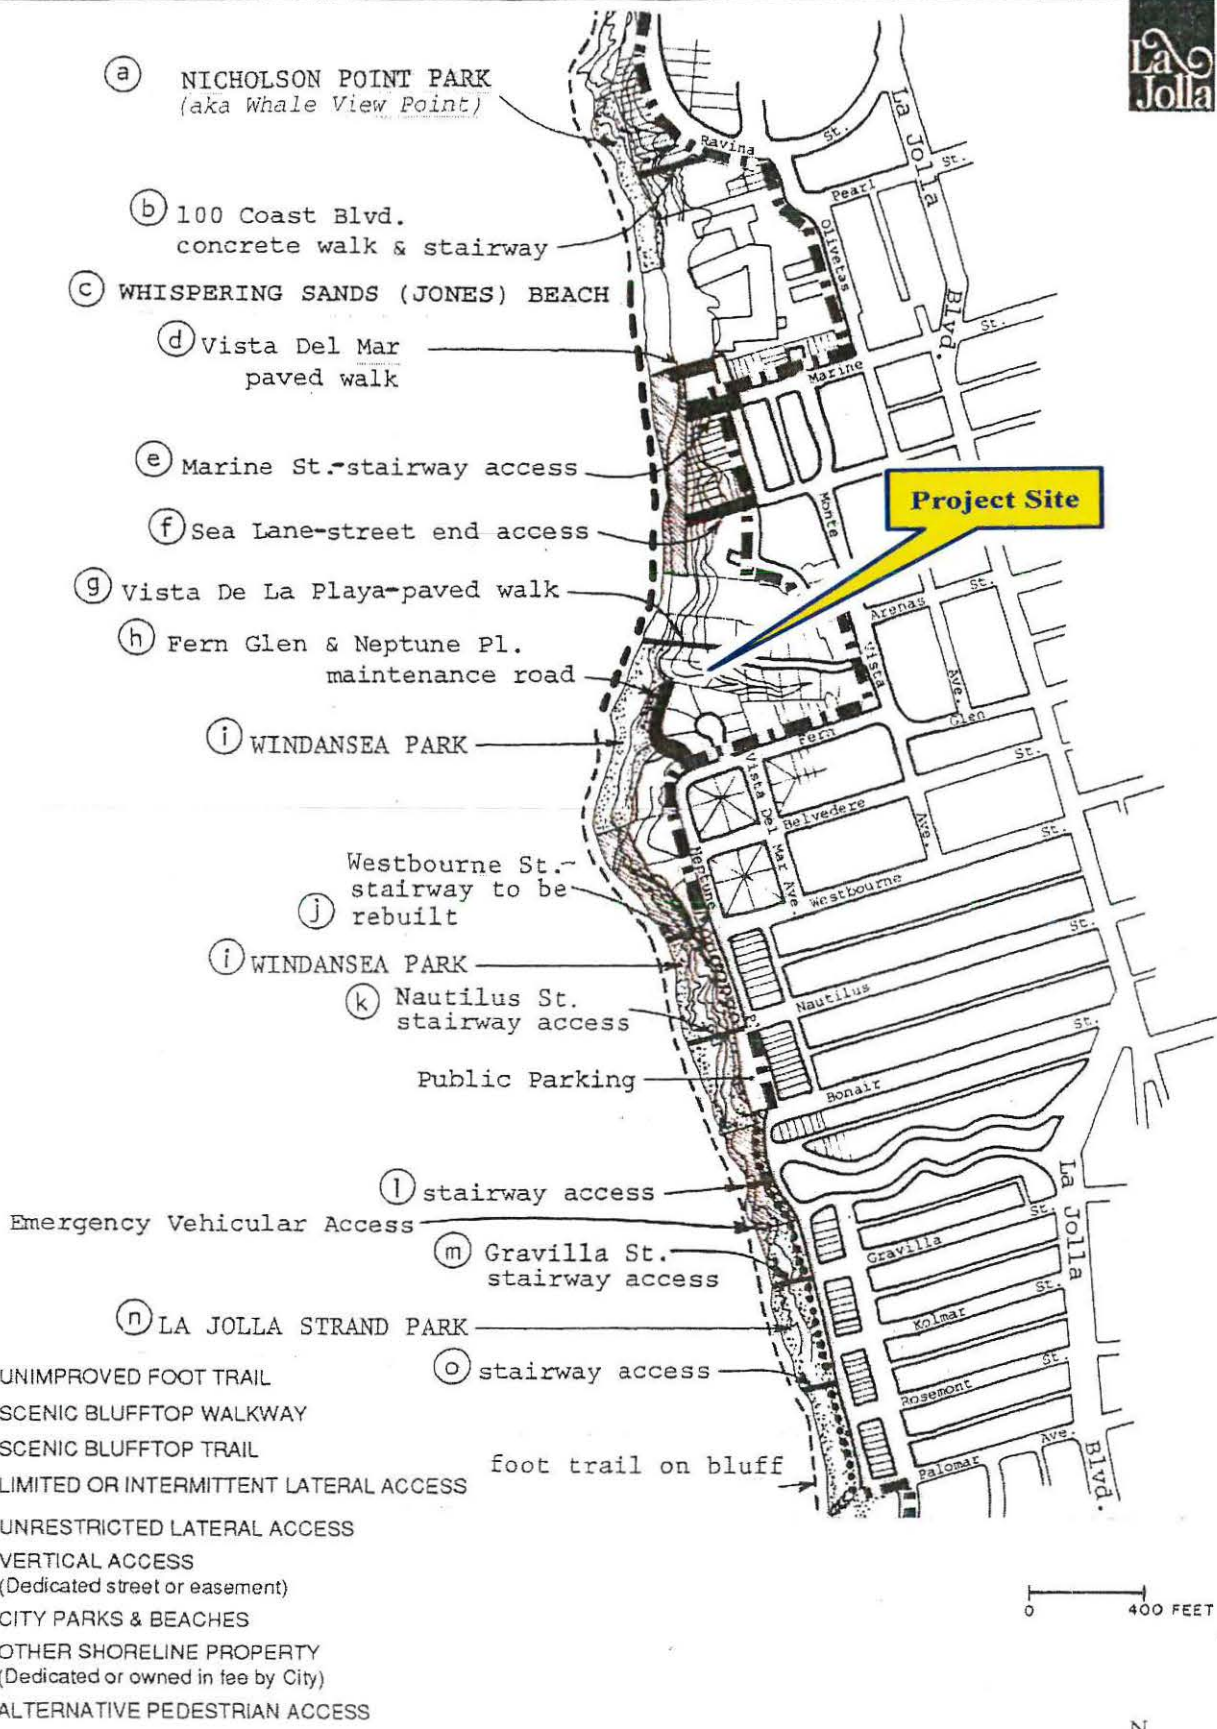 La
Jolla
a NICHOLSON POINT PARK
(aka Whale View Point)
b 100 Coast Blvd.
concrete walk & stairway
c WHISPERING SANDS (JONES) BEACH
d Vista Del Mar
paved walk
e Marine St.-stairway access
f Sea Lane-street end access
g Vista De La Playa-paved walk
h Fern Glen & Neptune Pl.
maintenance road
i WINDANSEA PARK
Westbourne St.-
stairway to be
j rebuilt
i WINDANSEA PARK
k Nautilus St.
stairway access
Public Parking
l stairway access
Emergency Vehicular Access
m Gravilla St.
stairway access
n LA JOLLA STRAND PARK
o stairway access
foot trail on bluff
Project Site
Ravina
St.
La Jolla
Blvd.
Pearl
St.
Olivetas
Marine
St.
Monte
Vista
Arenas
St.
Ave.
Fern
Glen
St.
Vista Del Mar Ave.
Belvedere
Ave.
St.
Neptune
Pl.
Westbourne
St.
Nautilus
St.
Bonair
St.
Gravilla
St.
La Jolla
Blvd.
Kolmar
St.
Rosemont
St.
Palomar
Ave.
UNIMPROVED FOOT TRAIL
SCENIC BLUFFTOP WALKWAY
SCENIC BLUFFTOP TRAIL
LIMITED OR INTERMITTENT LATERAL ACCESS
UNRESTRICTED LATERAL ACCESS
VERTICAL ACCESS
(Dedicated street or easement)
CITY PARKS & BEACHES
OTHER SHORELINE PROPERTY
(Dedicated or owned in fee by City)
ALTERNATIVE PEDESTRIAN ACCESS
0 400 FEET
N